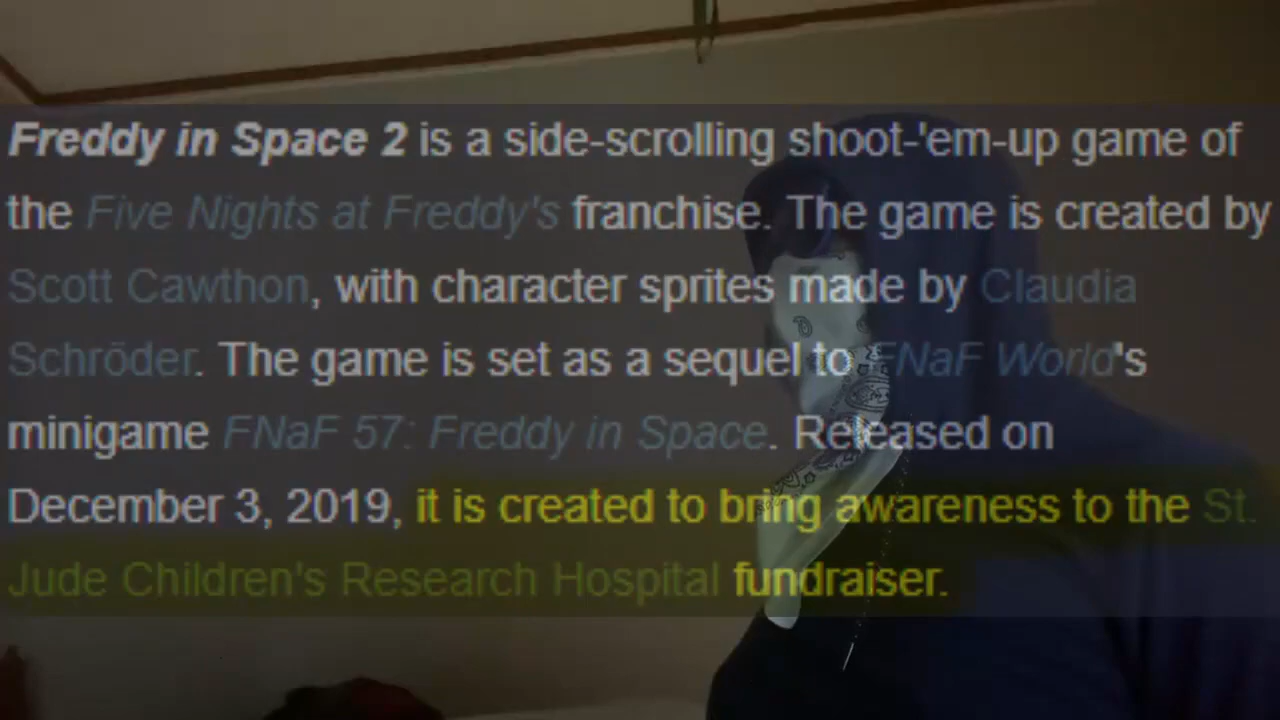 Freddy in Space 2 is a side-scrolling shoot-'em-up game of
the Five Nights at Freddy's franchise. The game is created by
Scott Cawthon, with character sprites made by Claudia
Schröder. The game is set as a sequel to FNaF World's
minigame FNaF 57: Freddy in Space. Released on
December 3, 2019, it is created to bring awareness to the St.
Jude Children's Research Hospital fundraiser.